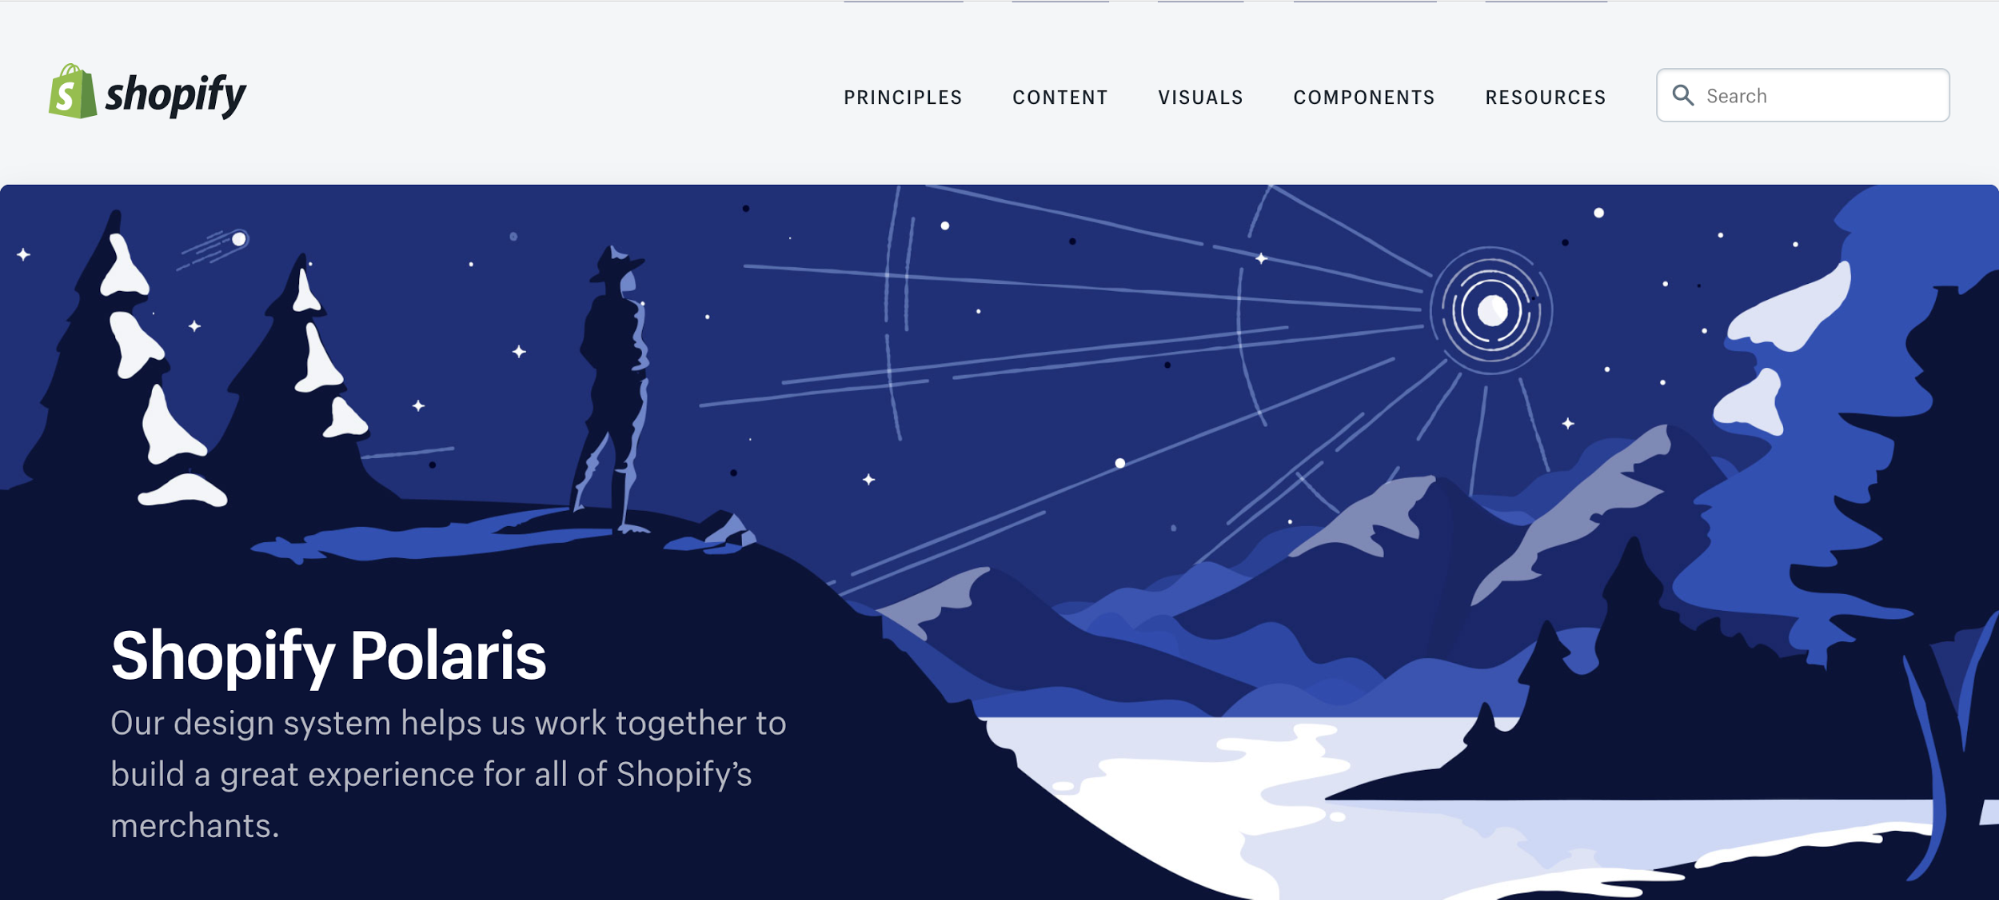 shopify
PRINCIPLES CONTENT VISUALS COMPONENTS RESOURCES Search
Shopify Polaris
Our design system helps us work together to
build a great experience for all of Shopify’s
merchants.